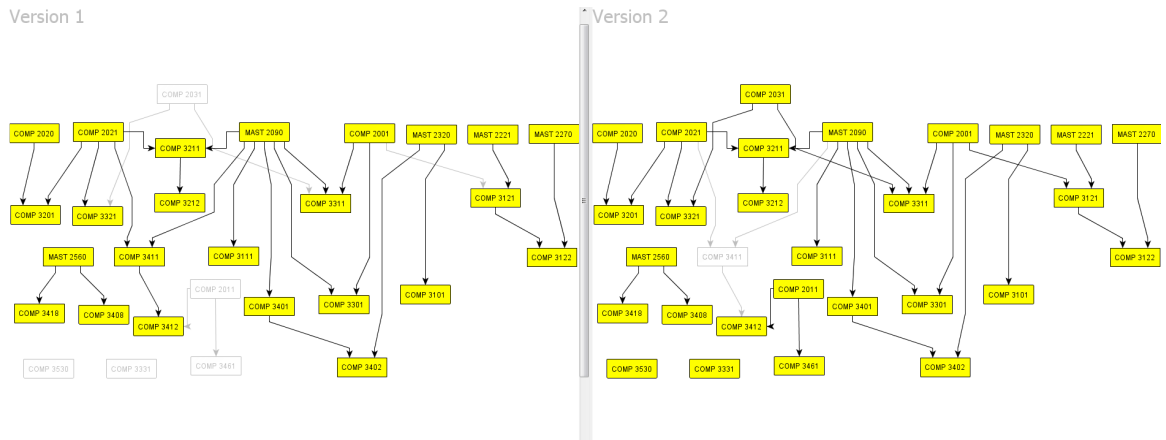 Version 1
COMP 2031
COMP 2020
COMP 2021
MAST 2090
COMP 2001
MAST 2320
MAST 2221
MAST 2270
COMP 3211
COMP 3201
COMP 3321
COMP 3212
COMP 3311
COMP 3121
MAST 2560
COMP 3411
COMP 3111
COMP 3122
COMP 2011
COMP 3101
COMP 3418
COMP 3408
COMP 3412
COMP 3401
COMP 3301
COMP 3530
COMP 3331
COMP 3461
COMP 3402
Version 2
COMP 2031
COMP 2020
COMP 2021
MAST 2090
COMP 2001
MAST 2320
MAST 2221
MAST 2270
COMP 3211
COMP 3201
COMP 3321
COMP 3212
COMP 3311
COMP 3121
MAST 2560
COMP 3411
COMP 3111
COMP 3122
COMP 2011
COMP 3101
COMP 3418
COMP 3408
COMP 3412
COMP 3401
COMP 3301
COMP 3530
COMP 3331
COMP 3461
COMP 3402